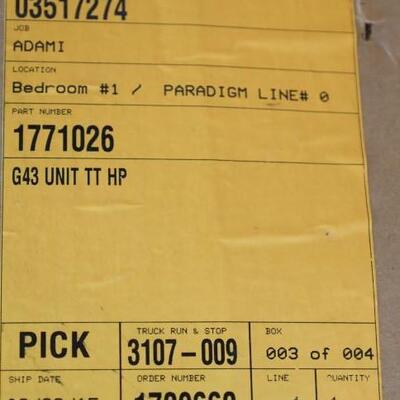 03517274
JOB
ADAMI
LOCATION
Bedroom #1 / PARADIGM LINE# 0
PART NUMBER
1771026
G43 UNIT TT HP
PICK
TRUCK RUN & STOP
3107-009
BOX
003 of 004
SHIP DATE
ORDER NUMBER
LINE
QUANTITY